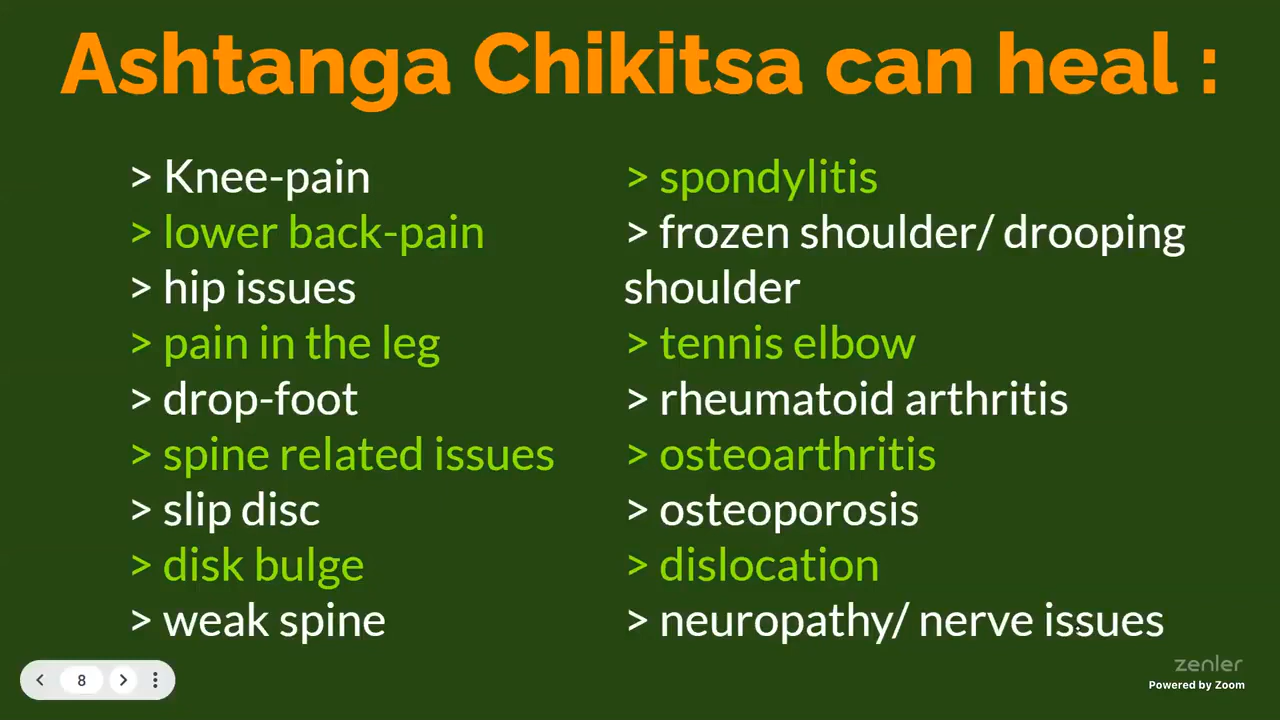 Ashtanga Chikitsa can heal :
> Knee-pain
> lower back-pain
> hip issues
> pain in the leg
> drop-foot
> spine related issues
> slip disc
> disk bulge
> weak spine
> spondylitis
> frozen shoulder/ drooping
shoulder
> tennis elbow
> rheumatoid arthritis
> osteoarthritis
> osteoporosis
> dislocation
> neuropathy/ nerve issues
8
zenler
Powered by Zoom